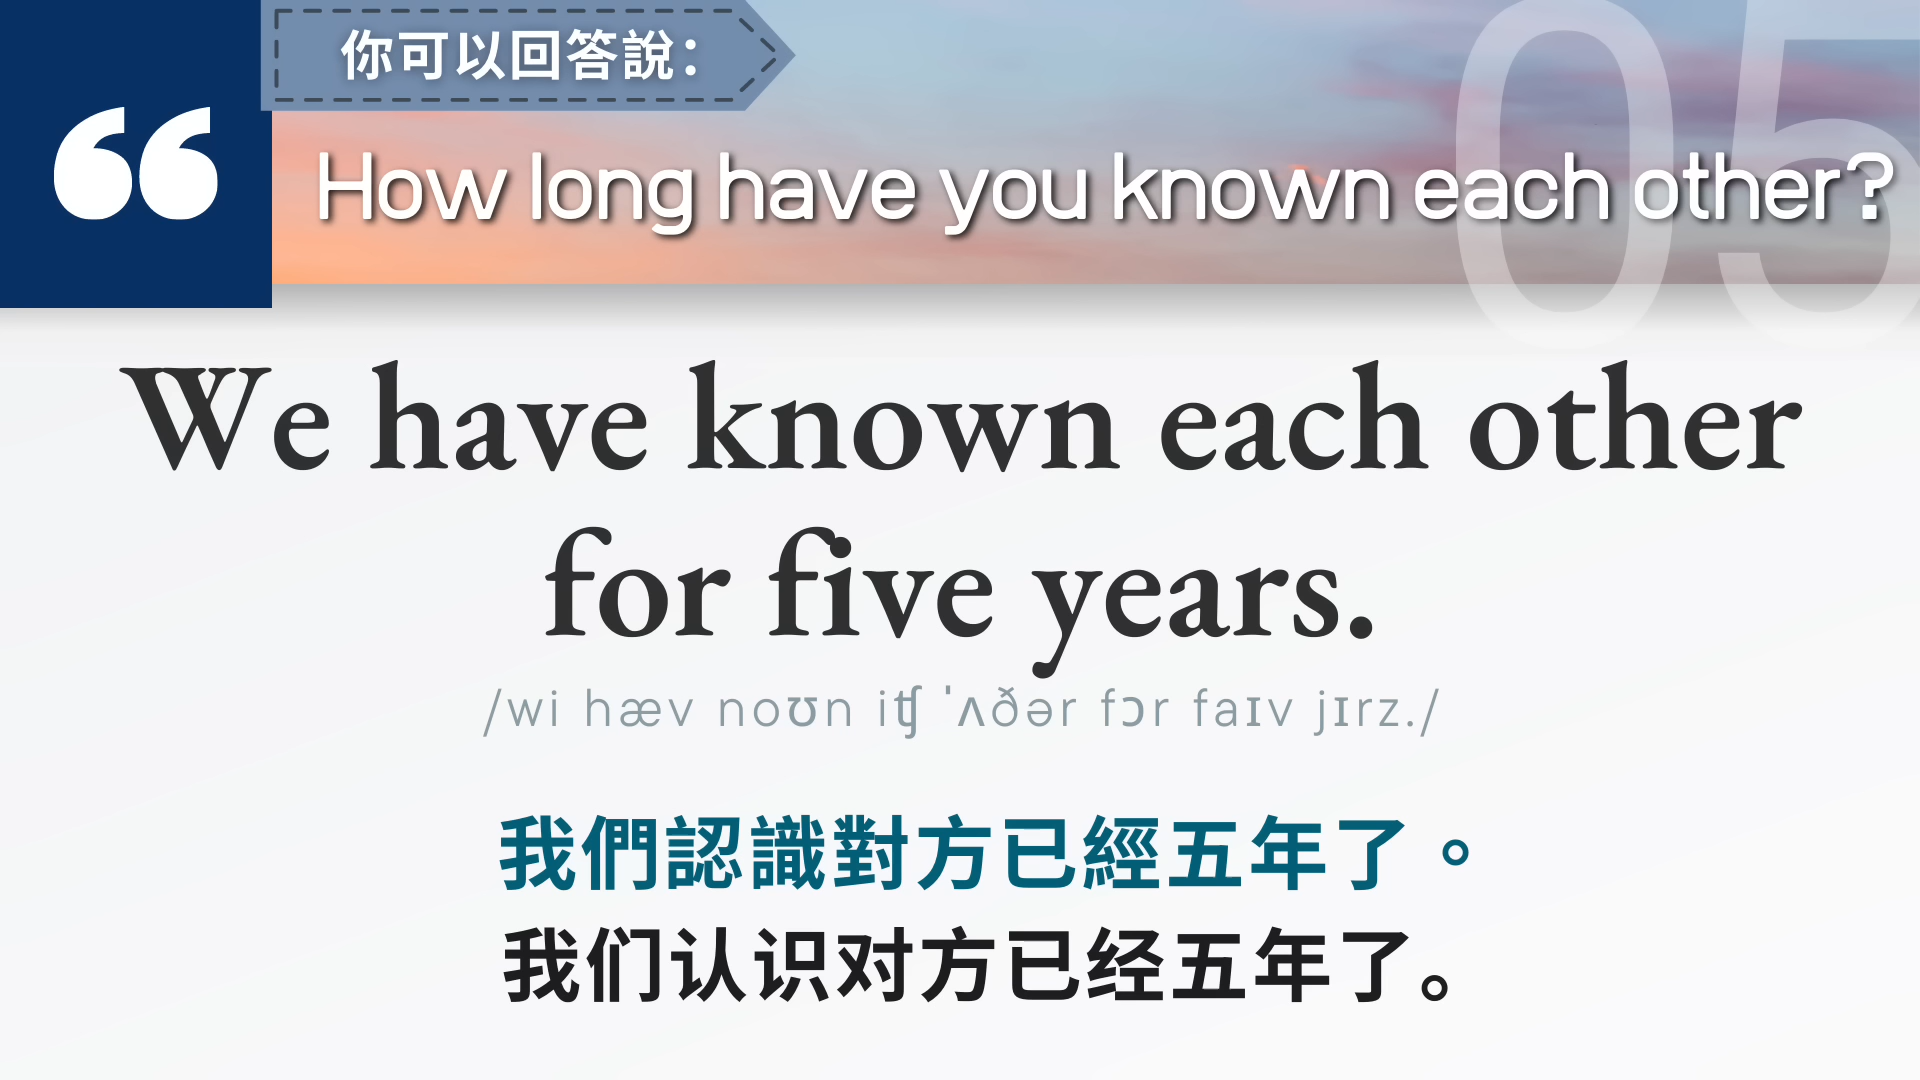 你可以回答說：
05
“
How long have you known each other?
We have known each other
for five years.
/wi hæv noʊn iʧ ˈʌðər fɔr faɪv jɪrz./
我們認識對方已經五年了。
我们认识对方已经五年了。